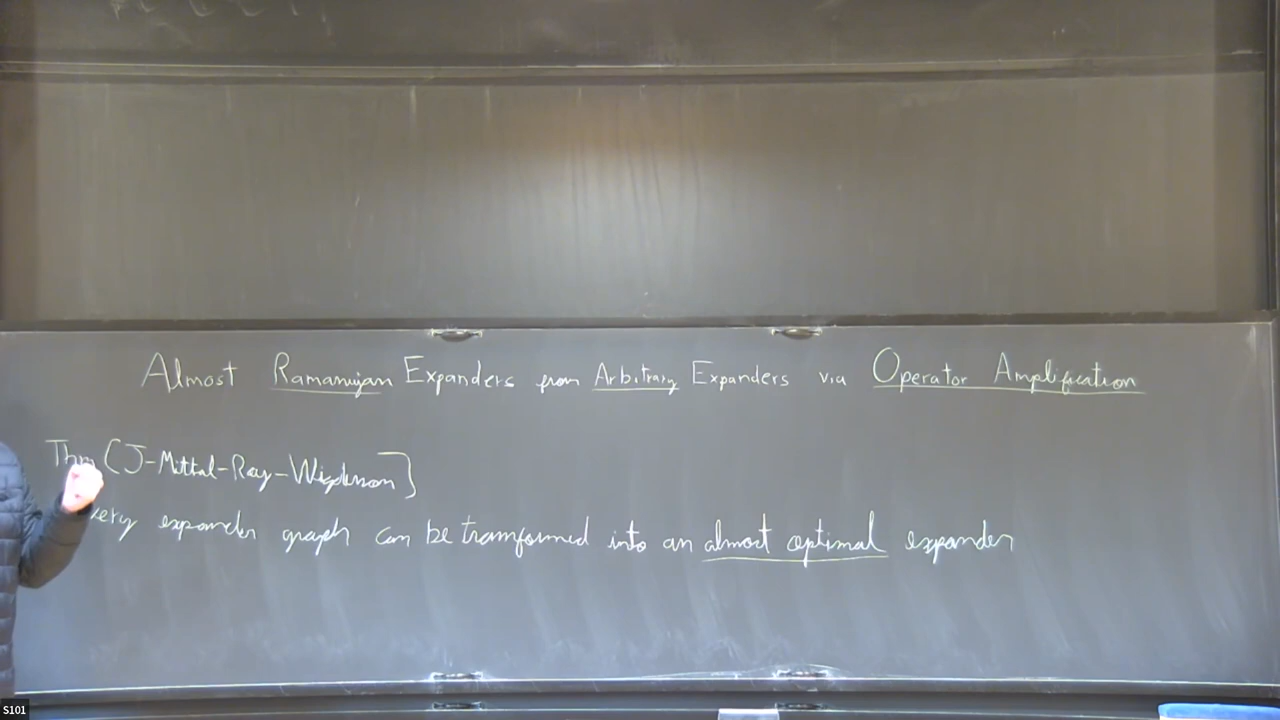 Almost Ramanujan Expanders from Arbitrary Expanders via Operator Amplification
Thm [J-Mittal-Roy-Wigderson]
very expander graph can be transformed into an almost optimal expander
S101